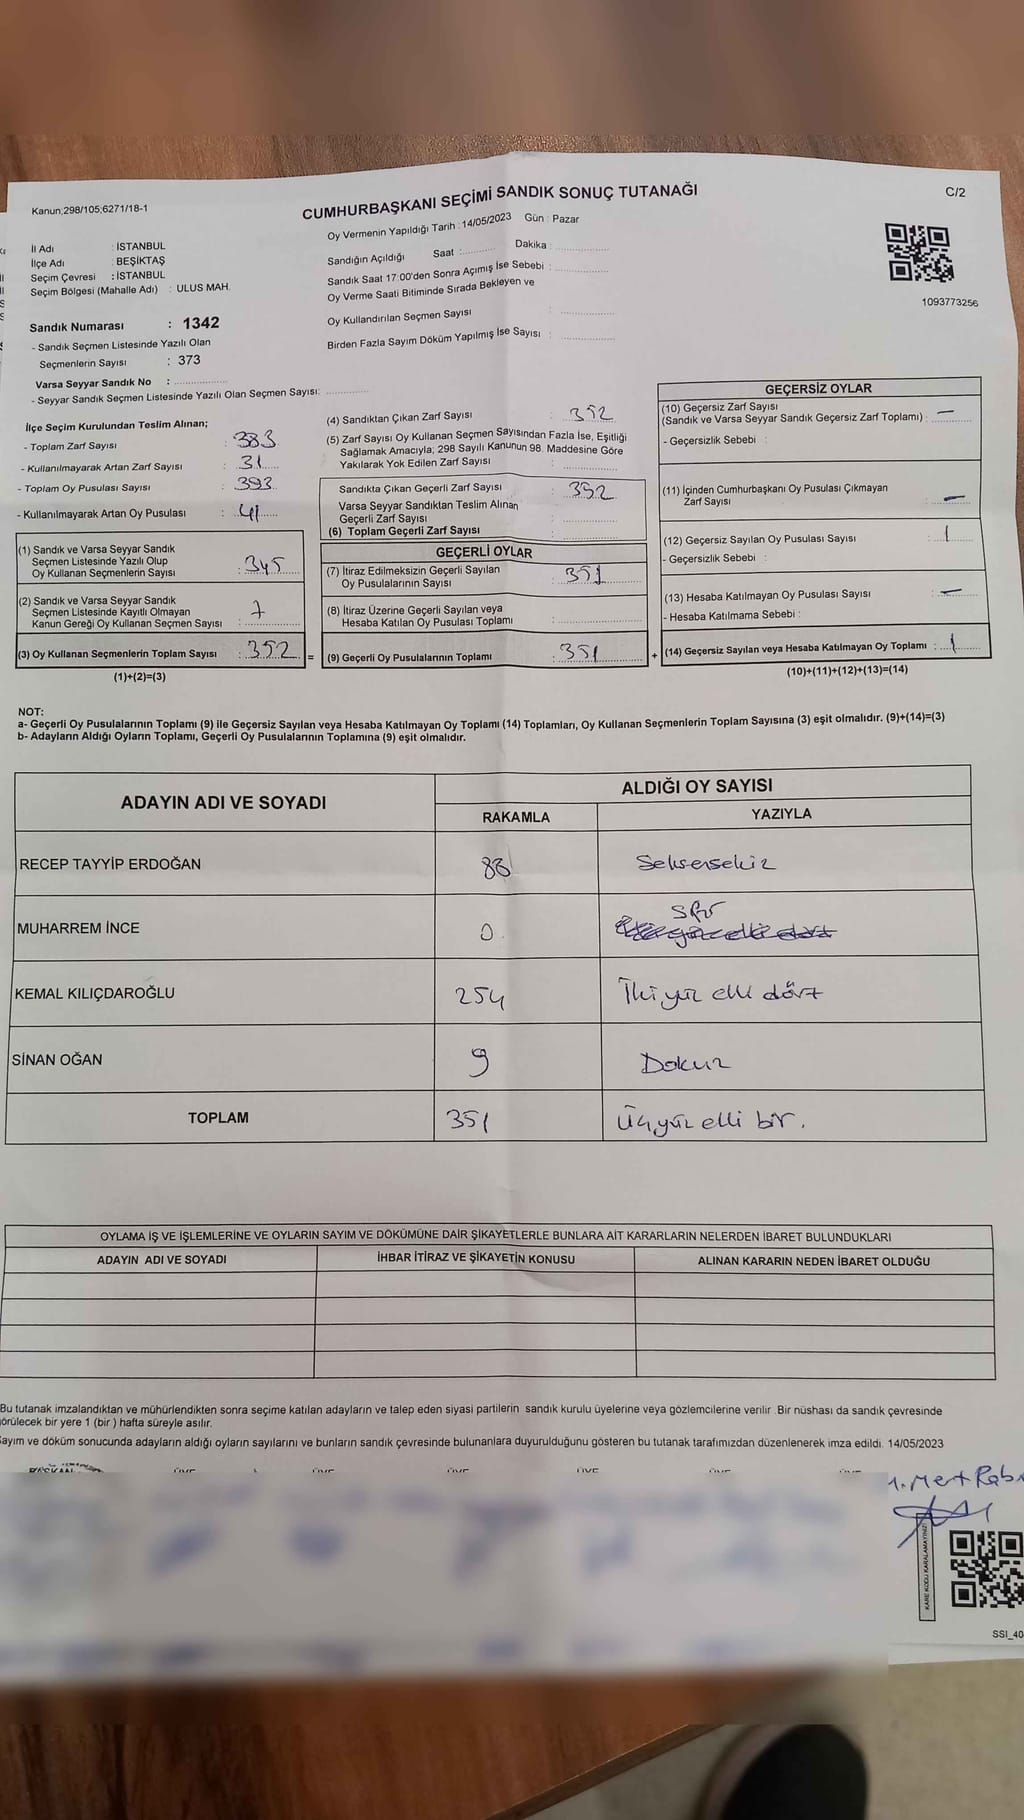 Kanun;298/105;6271/18-1
CUMHURBAŞKANI SEÇİMİ SANDIK SONUÇ TUTANAĞI
C/2
Oy Vermenin Yapıldığı Tarih : 14/05/2023 Gün : Pazar
İl Adı : İSTANBUL
İlçe Adı : BEŞİKTAŞ
Seçim Çevresi : İSTANBUL
Seçim Bölgesi (Mahalle Adı) : ULUS MAH.
Sandığın Açıldığı Saat :........... Dakika :...........
Sandık Saat 17:00'den Sonra Açımış İse Sebebi :...........
Oy Verme Saati Bitiminde Sırada Bekleyen ve
Oy Kullandırılan Seçmen Sayısı :...........
Birden Fazla Sayım Döküm Yapılmış İse Sayısı :...........
1093773256
Sandık Numarası : 1342
- Sandık Seçmen Listesinde Yazılı Olan
Seçmenlerin Sayısı : 373
Varsa Seyyar Sandık No :...........
- Seyyar Sandık Seçmen Listesinde Yazılı Olan Seçmen Sayısı: ...........
İlçe Seçim Kurulundan Teslim Alınan;
- Toplam Zarf Sayısı : 383
- Kullanılmayarak Artan Zarf Sayısı : 31
- Toplam Oy Pusulası Sayısı : 393
- Kullanılmayarak Artan Oy Pusulası : 41
(1) Sandık ve Varsa Seyyar Sandık
Seçmen Listesinde Yazılı Olup
Oy Kullanan Seçmenlerin Sayısı : 345
(2) Sandık ve Varsa Seyyar Sandık
Seçmen Listesinde Kayıtlı Olmayan
Kanun Gereği Oy Kullanan Seçmen Sayısı : 7
(3) Oy Kullanan Seçmenlerin Toplam Sayısı : 352 =
(1)+(2)=(3)
(4) Sandıktan Çıkan Zarf Sayısı : 352
(5) Zarf Sayısı Oy Kullanan Seçmen Sayısından Fazla İse, Eşitliği
Sağlamak Amacıyla; 298 Sayılı Kanunun 98. Maddesine Göre
Yakılarak Yok Edilen Zarf Sayısı :...........
Sandıkta Çıkan Geçerli Zarf Sayısı : 352
Varsa Seyyar Sandıktan Teslim Alınan
Geçerli Zarf Sayısı :...........
(6) Toplam Geçerli Zarf Sayısı
GEÇERLİ OYLAR
(7) İtiraz Edilmeksizin Geçerli Sayılan
Oy Pusulalarının Sayısı : 351
(8) İtiraz Üzerine Geçerli Sayılan veya
Hesaba Katılan Oy Pusulası Toplamı :...........
(9) Geçerli Oy Pusulalarının Toplamı : 351 +
GEÇERSİZ OYLAR
(10) Geçersiz Zarf Sayısı
(Sandık ve Varsa Seyyar Sandık Geçersiz Zarf Toplamı) : —
- Geçersizlik Sebebi :
(11) İçinden Cumhurbaşkanı Oy Pusulası Çıkmayan
Zarf Sayısı : —
(12) Geçersiz Sayılan Oy Pusulası Sayısı : 1
- Geçersizlik Sebebi :
(13) Hesaba Katılmayan Oy Pusulası Sayısı : —
- Hesaba Katılmama Sebebi :
(14) Geçersiz Sayılan veya Hesaba Katılmayan Oy Toplamı : 1
(10)+(11)+(12)+(13)=(14)
NOT:
a- Geçerli Oy Pusulalarının Toplamı (9) ile Geçersiz Sayılan veya Hesaba Katılmayan Oy Toplamı (14) Toplamları, Oy Kullanan Seçmenlerin Toplam Sayısına (3) eşit olmalıdır. (9)+(14)=(3)
b- Adayların Aldığı Oyların Toplamı, Geçerli Oy Pusulalarının Toplamına (9) eşit olmalıdır.
ADAYIN ADI VE SOYADI
ALDIĞI OY SAYISI
RAKAMLA YAZIYLA
RECEP TAYYİP ERDOĞAN 88 Seksensekiz
MUHARREM İNCE 0 Sıfır
KEMAL KILIÇDAROĞLU 254 İkiyüz elli dört
SİNAN OĞAN 9 Dokuz
TOPLAM 351 Üçyüz elli bir.
OYLAMA İŞ VE İŞLEMLERİNE VE OYLARIN SAYIM VE DÖKÜMÜNE DAİR ŞİKAYETLERLE BUNLARA AİT KARARLARIN NELERDEN İBARET BULUNDUKLARI
ADAYIN ADI VE SOYADI İHBAR İTİRAZ VE ŞİKAYETİN KONUSU ALINAN KARARIN NEDEN İBARET OLDUĞU
Bu tutanak imzalandıktan ve mühürlendikten sonra seçime katılan adayların ve talep eden siyasi partilerin sandık kurulu üyelerine veya gözlemcilerine verilir. Bir nüshası da sandık çevresinde
görülecek bir yere 1 (bir ) hafta süreyle asılır.
Sayım ve döküm sonucunda adayların aldığı oyların sayılarını ve bunların sandık çevresinde bulunanlara duyurulduğunu gösteren bu tutanak tarafımızdan düzenlenerek imza edildi. 14/05/2023
BAŞKAN ÜYE ÜYE ÜYE ÜYE ÜYE ÜYE
Mert
KARE KODU KARALAMAYINIZ!
SSI_40